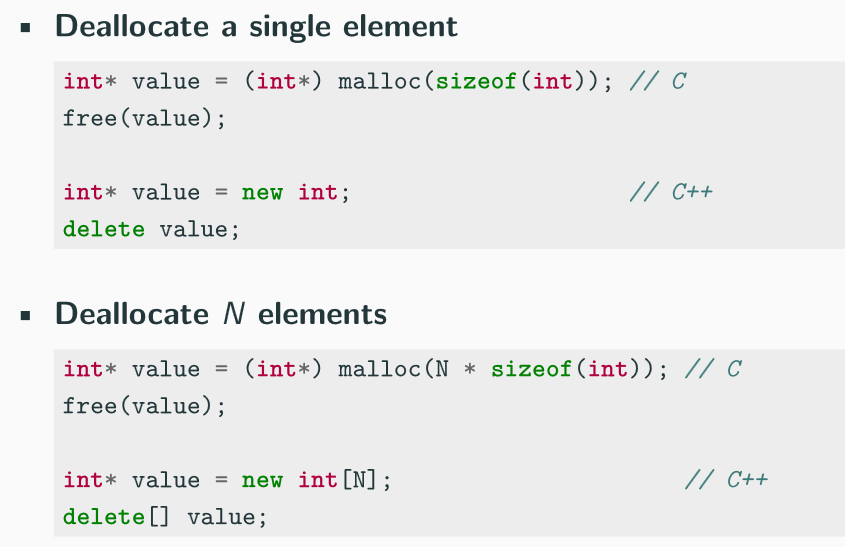 ▪ Deallocate a single element
int* value = (int*) malloc(sizeof(int)); // C
free(value);
int* value = new int; // C++
delete value;
▪ Deallocate N elements
int* value = (int*) malloc(N * sizeof(int)); // C
free(value);
int* value = new int[N]; // C++
delete[] value;